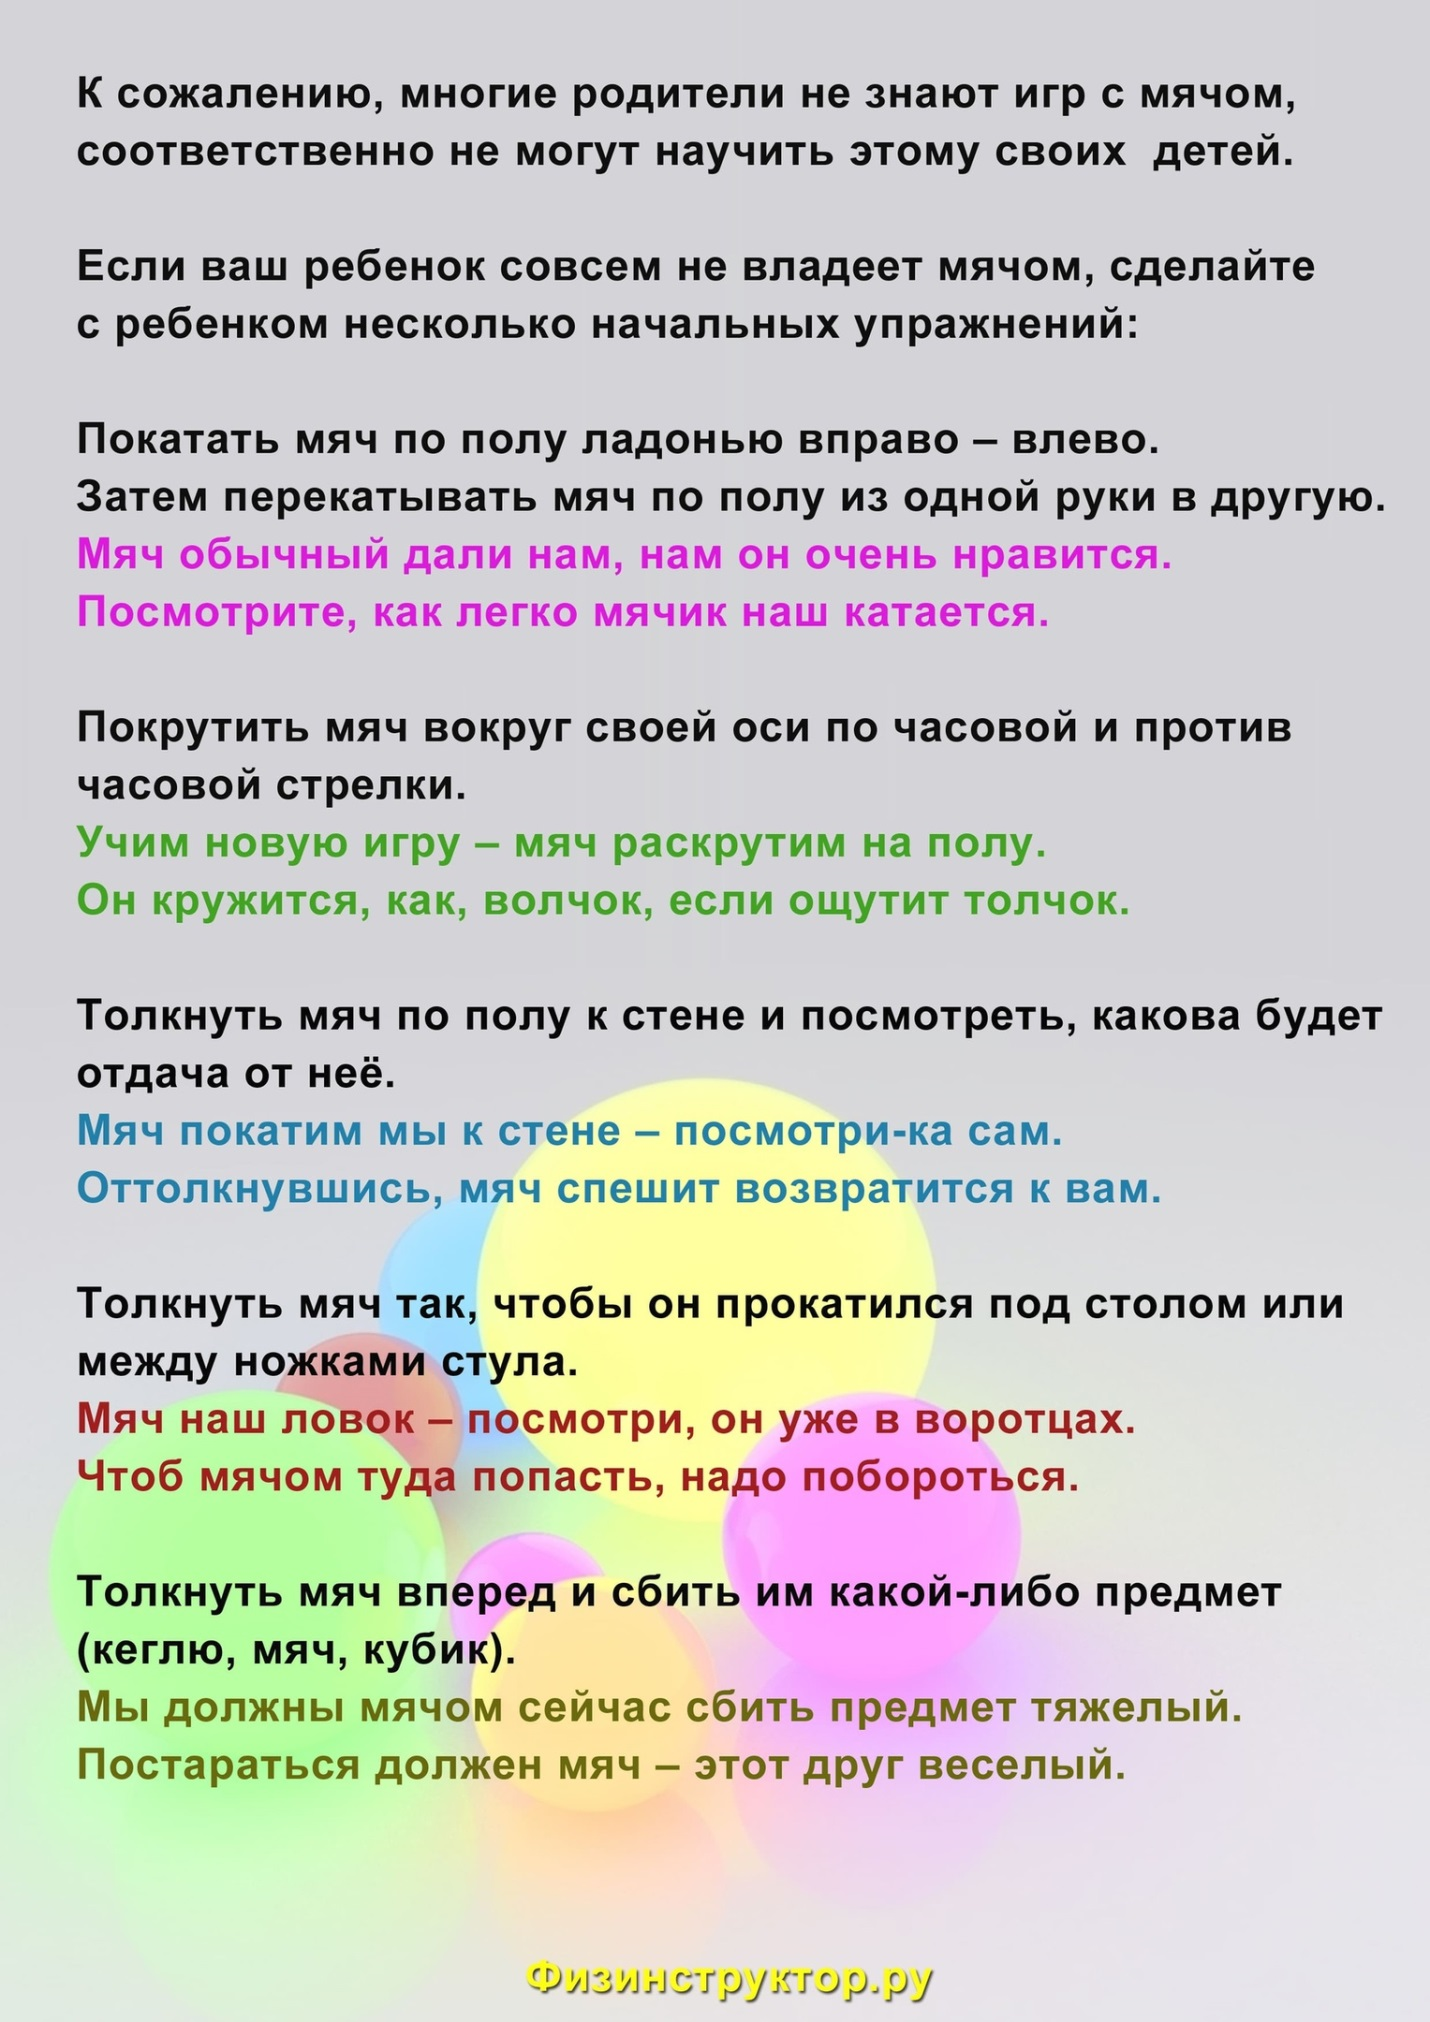 К сожалению, многие родители не знают игр с мячом,
соответственно не могут научить этому своих  детей.
Если ваш ребенок совсем не владеет мячом, сделайте
с ребенком несколько начальных упражнений:
Покатать мяч по полу ладонью вправо – влево.
Затем перекатывать мяч по полу из одной руки в другую.
Мяч обычный дали нам, нам он очень нравится.
Посмотрите, как легко мячик наш катается.
Покрутить мяч вокруг своей оси по часовой и против
часовой стрелки.
Учим новую игру – мяч раскрутим на полу.
Он кружится, как, волчок, если ощутит толчок.
Толкнуть мяч по полу к стене и посмотреть, какова будет
отдача от неё.
Мяч покатим мы к стене – посмотри-ка сам.
Оттолкнувшись, мяч спешит возвратится к вам.
Толкнуть мяч так, чтобы он прокатился под столом или
между ножками стула.
Мяч наш ловок – посмотри, он уже в воротцах.
Чтоб мячом туда попасть, надо побороться.
Толкнуть мяч вперед и сбить им какой-либо предмет
(кеглю, мяч, кубик).
Мы должны мячом сейчас сбить предмет тяжелый.
Постараться должен мяч – этот друг веселый.
Физинструктор.ру